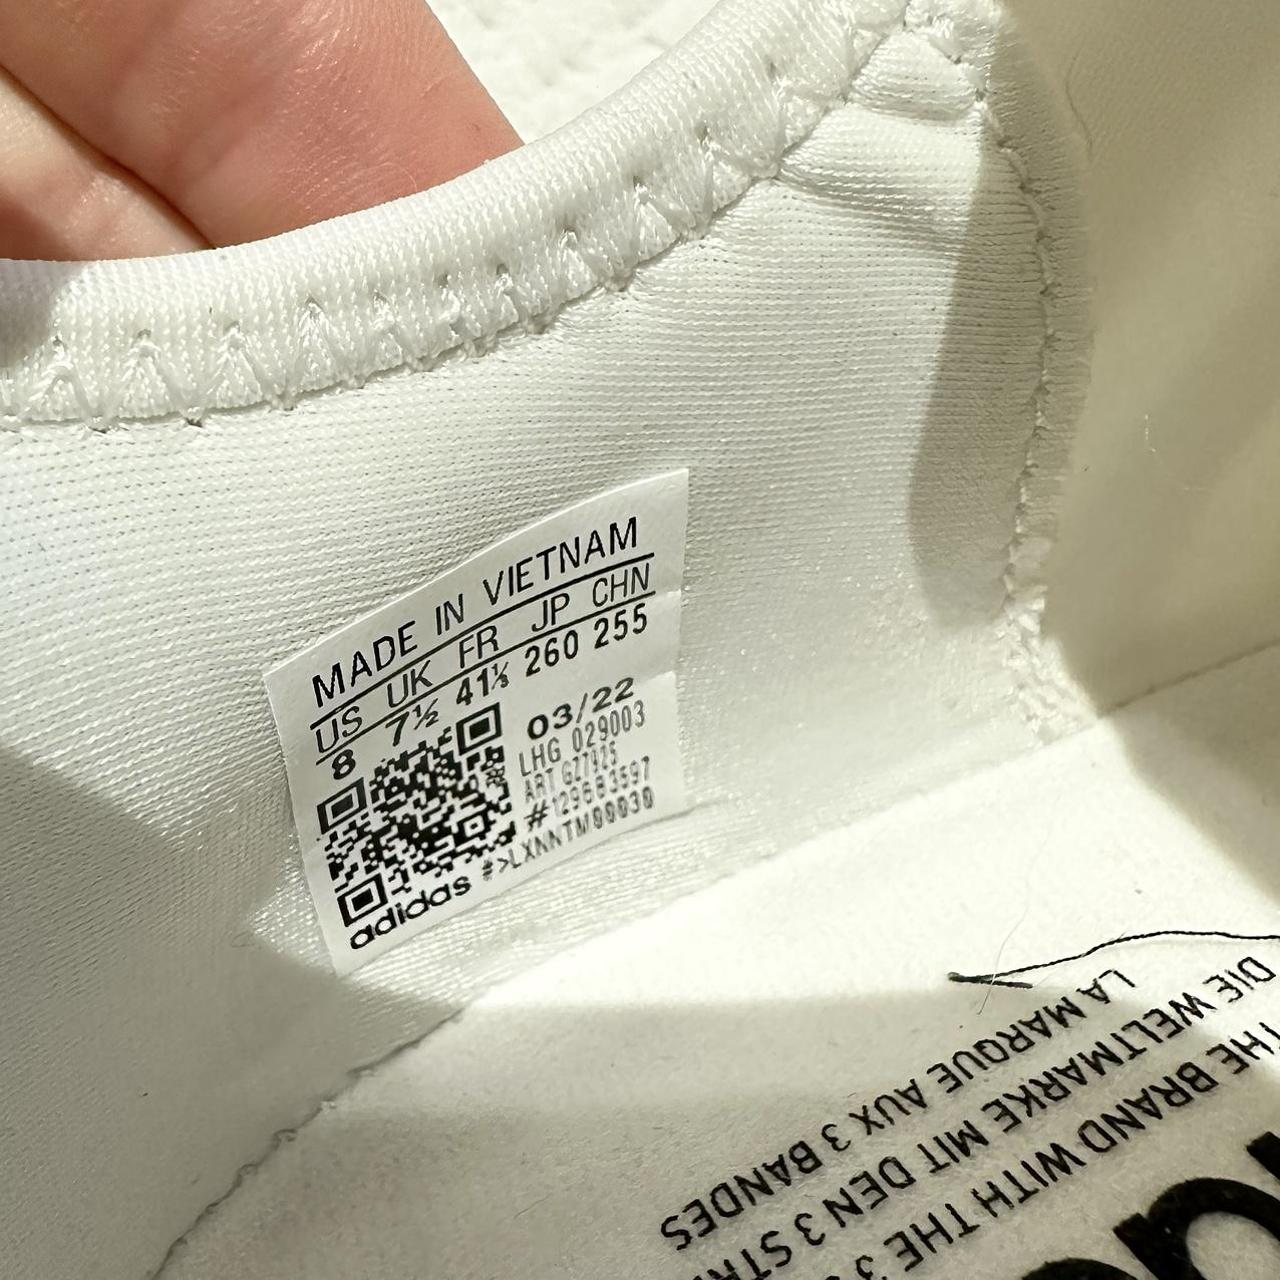 MADE IN VIETNAM
US UK FR JP CHN
8 7½ 41⅓ 260 255
03/22
LHG 029003
ART GZ7925
#129683597
#>LXNNTM00030
adidas
THE BRAND WITH THE 3
DIE WELTMARKE MIT DEN 3
LA MARQUE AUX 3 BANDES